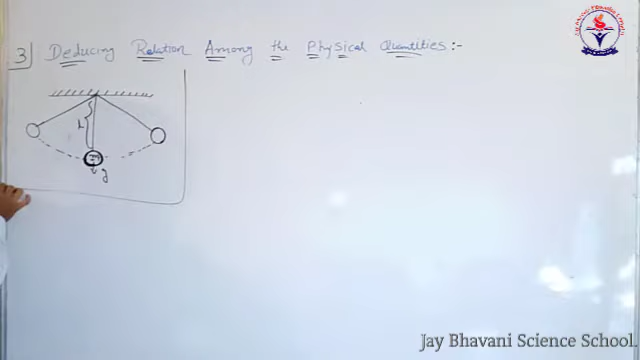 3] Deducing Relation Among the Physical Quantities :-
l
m
g
Jay Bhavani Science School.